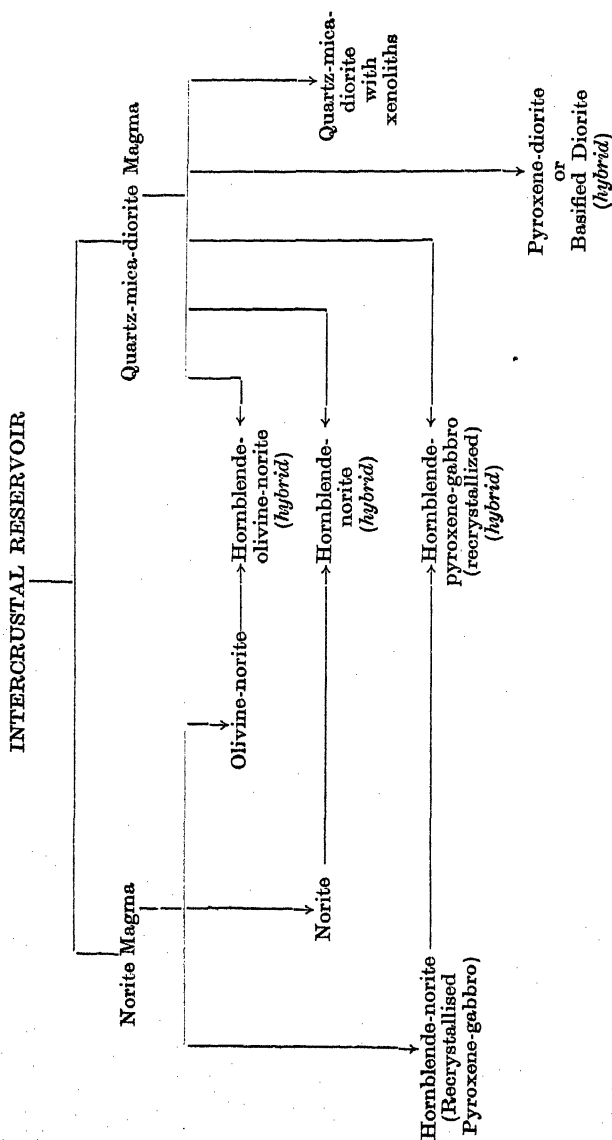 INTERCRUSTAL RESERVOIR
Norite Magma
Quartz-mica-diorite Magma
Olivine-norite
Hornblende-
olivine-norite
(hybrid)
Quartz-mica-
diorite
with
xenoliths
Norite
Hornblende-
norite
(hybrid)
Hornblende-norite
(Recrystallised
Pyroxene-gabbro)
Hornblende-
pyroxene-gabbro
(recrystallized)
(hybrid)
Pyroxene-diorite
or
Basified Diorite
(hybrid)